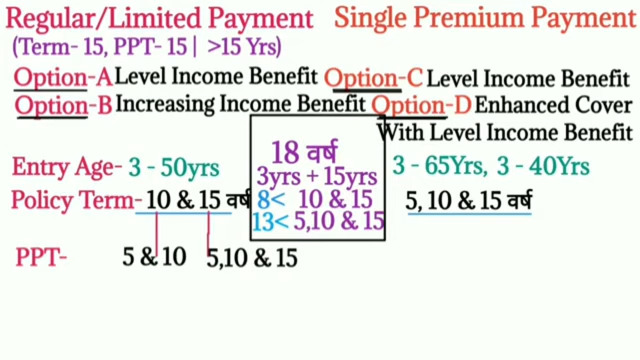 Regular/Limited Payment Single Premium Payment
(Term- 15, PPT- 15 | >15 Yrs)
Option-A Level Income Benefit Option-C Level Income Benefit
Option-B Increasing Income Benefit Option-D Enhanced Cover
With Level Income Benefit
18 वर्ष
Entry Age- 3 - 50yrs 3yrs + 15yrs 3 - 65Yrs, 3 - 40Yrs
Policy Term- 10 & 15 वर्ष 8< 10 & 15 5, 10 & 15 वर्ष
13< 5,10 & 15
PPT- 5 & 10 5,10 & 15